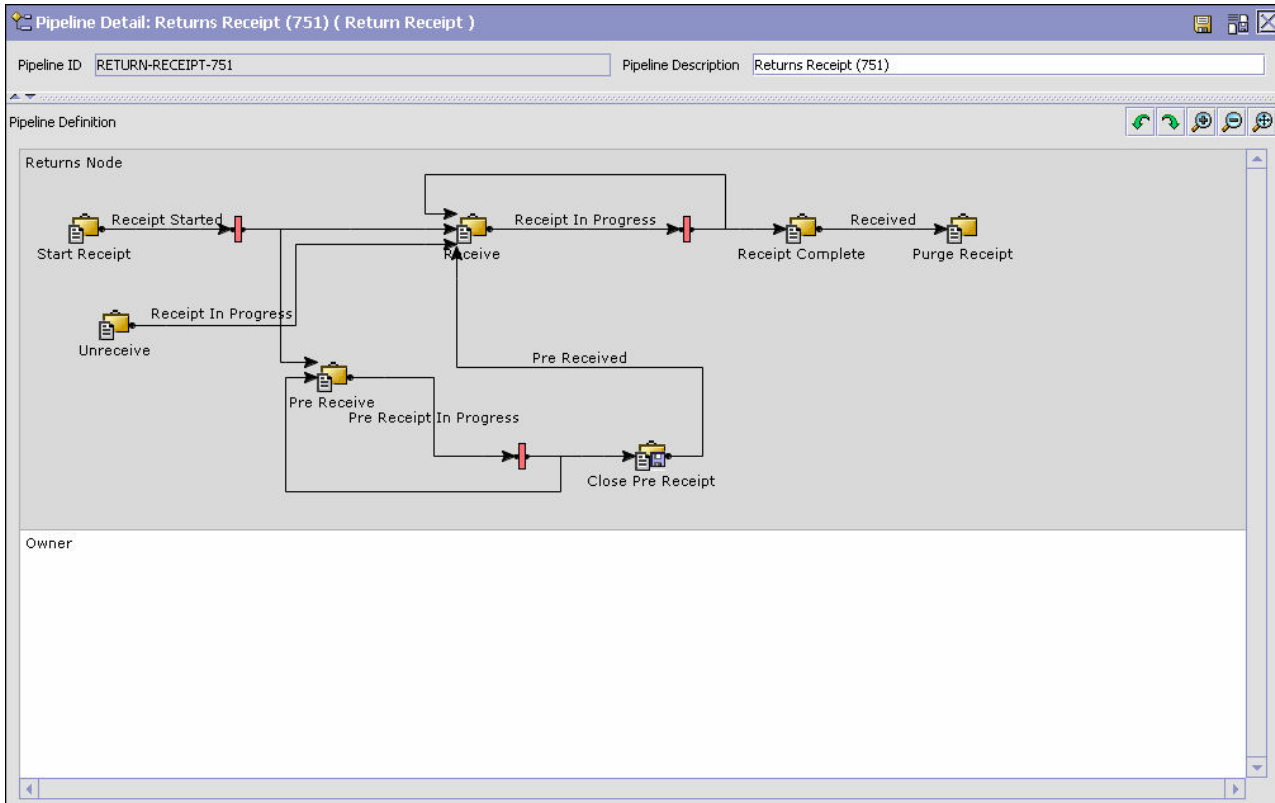 Pipeline Detail: Returns Receipt (751) ( Return Receipt )
Pipeline ID RETURN-RECEIPT-751 Pipeline Description Returns Receipt (751)
Pipeline Definition
Returns Node
Receipt Started Receipt In Progress Received
Start Receipt Receive Receipt Complete Purge Receipt
Receipt In Progress
Unreceive
Pre Received
Pre Receive
Pre Receipt In Progress
Close Pre Receipt
Owner